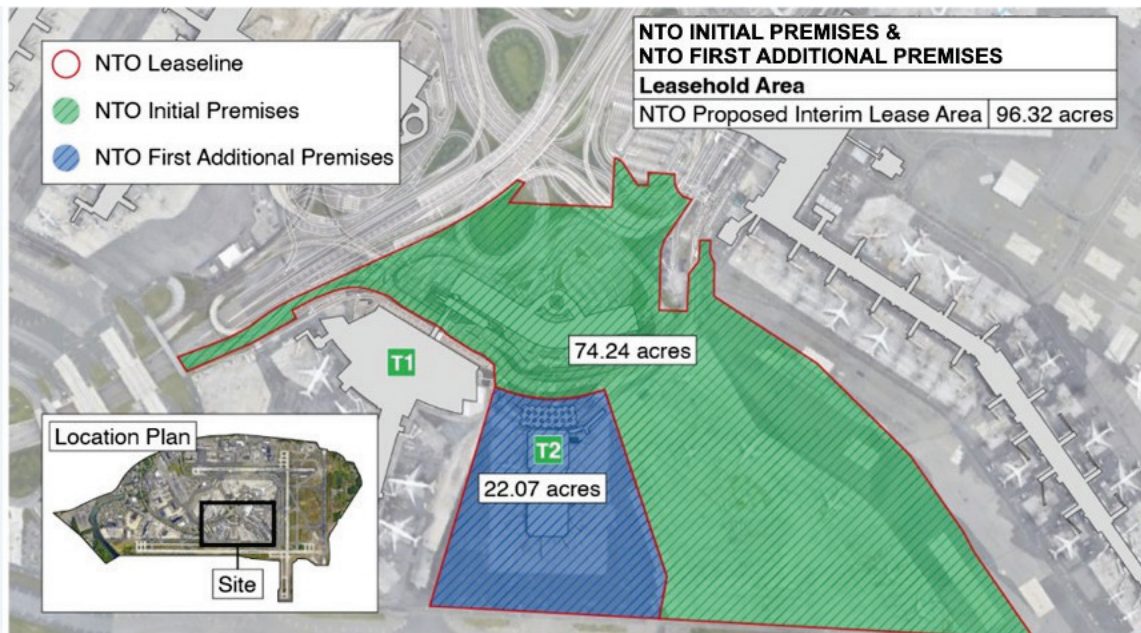 NTO Leaseline
NTO Initial Premises
NTO First Additional Premises
NTO INITIAL PREMISES &
NTO FIRST ADDITIONAL PREMISES
Leasehold Area
NTO Proposed Interim Lease Area 96.32 acres
74.24 acres
T1
T2
22.07 acres
Location Plan
Site